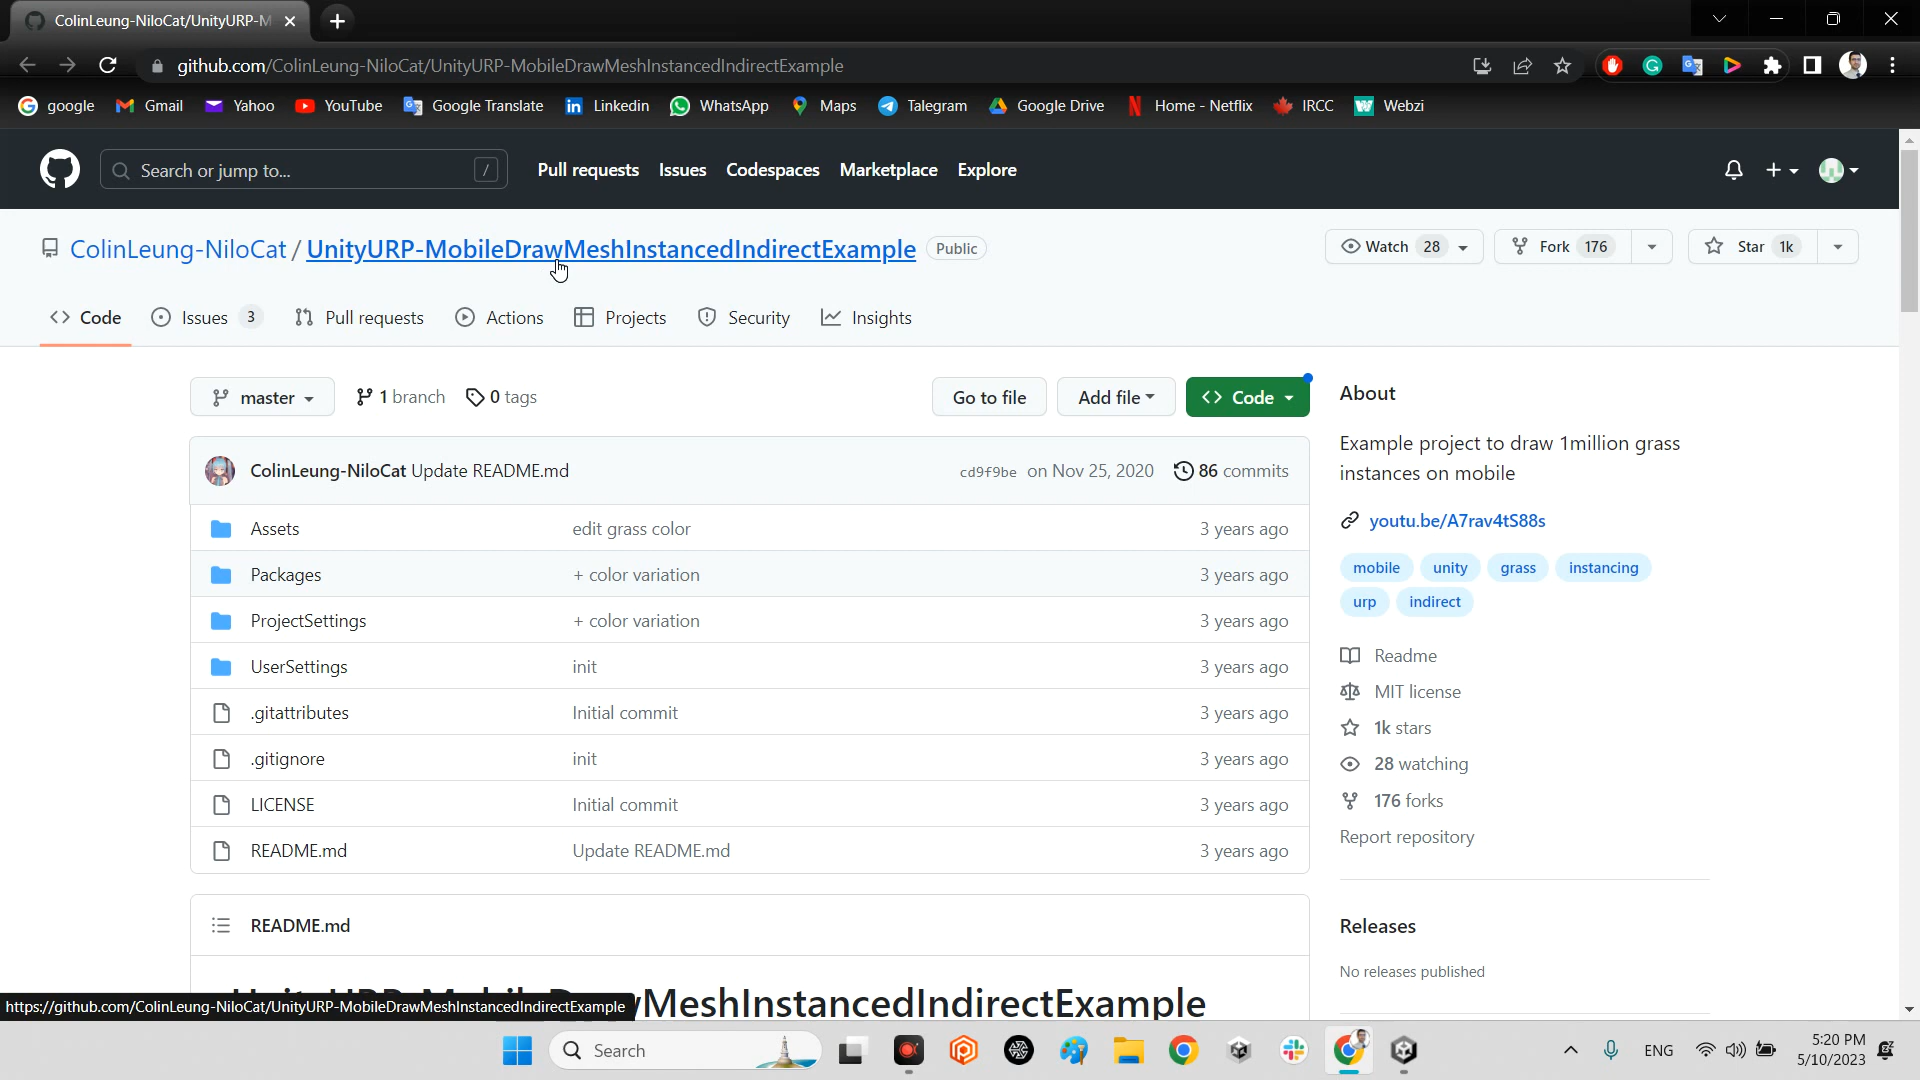 ColinLeung-NiloCat/UnityURP-M
github.com/ColinLeung-NiloCat/UnityURP-MobileDrawMeshInstancedIndirectExample
google Gmail Yahoo YouTube Google Translate Linkedin WhatsApp Maps Telegram Google Drive Home - Netflix IRCC Webzi
Search or jump to... / Pull requests Issues Codespaces Marketplace Explore
ColinLeung-NiloCat / UnityURP-MobileDrawMeshInstancedIndirectExample Public Watch 28 Fork 176 Star 1k
Code Issues 3 Pull requests Actions Projects Security Insights
master 1 branch 0 tags Go to file Add file Code
ColinLeung-NiloCat Update README.md cd9f9be on Nov 25, 2020 86 commits
Assets edit grass color 3 years ago
Packages + color variation 3 years ago
ProjectSettings + color variation 3 years ago
UserSettings init 3 years ago
.gitattributes Initial commit 3 years ago
.gitignore init 3 years ago
LICENSE Initial commit 3 years ago
README.md Update README.md 3 years ago
README.md
MeshInstancedIndirectExample
About
Example project to draw 1million grass
instances on mobile
youtu.be/A7rav4tS88s
mobile unity grass instancing
urp indirect
Readme
MIT license
1k stars
28 watching
176 forks
Report repository
Releases
No releases published
https://github.com/ColinLeung-NiloCat/UnityURP-MobileDrawMeshInstancedIndirectExample
Search
ENG
5:20 PM
5/10/2023